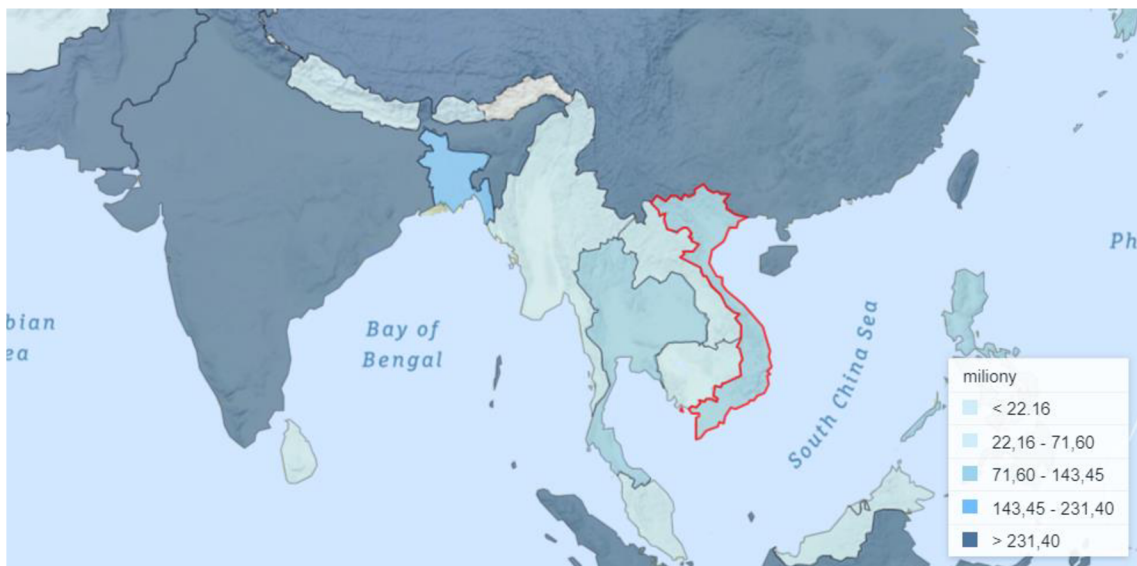 bian
ea
Bay of
Bengal
South China Sea
Ph
miliony
< 22.16
22,16 - 71,60
71,60 - 143,45
143,45 - 231,40
> 231,40